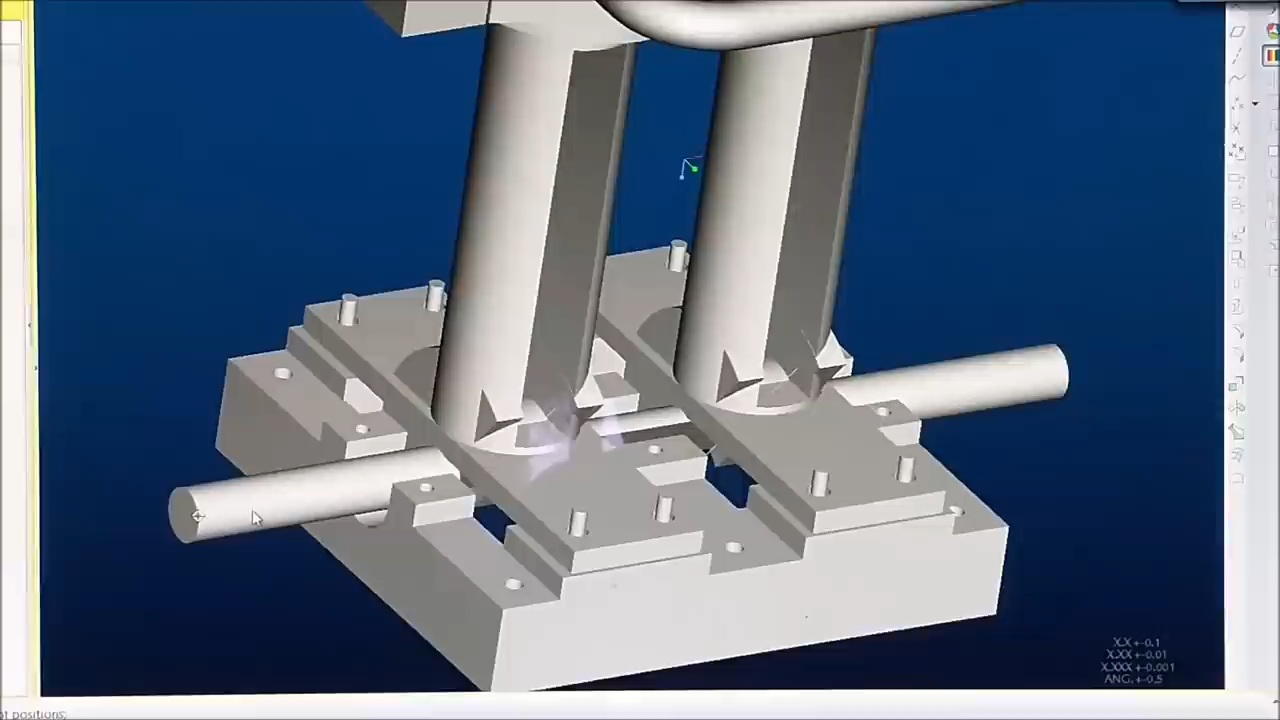 X.X +-0.1
X.XX +-0.01
X.XXX +-0.001
ANG. +-0.5
positions;